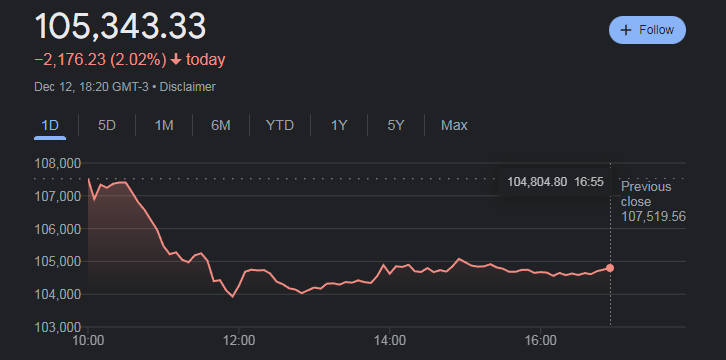 105,343.33
+ Follow
−2,176.23 (2.02%) ↓ today
Dec 12, 18:20 GMT-3 • Disclaimer
1D 5D 1M 6M YTD 1Y 5Y Max
108,000
104,804.80 16:55
Previous
close
107,519.56
107,000
106,000
105,000
104,000
103,000
10:00 12:00 14:00 16:00